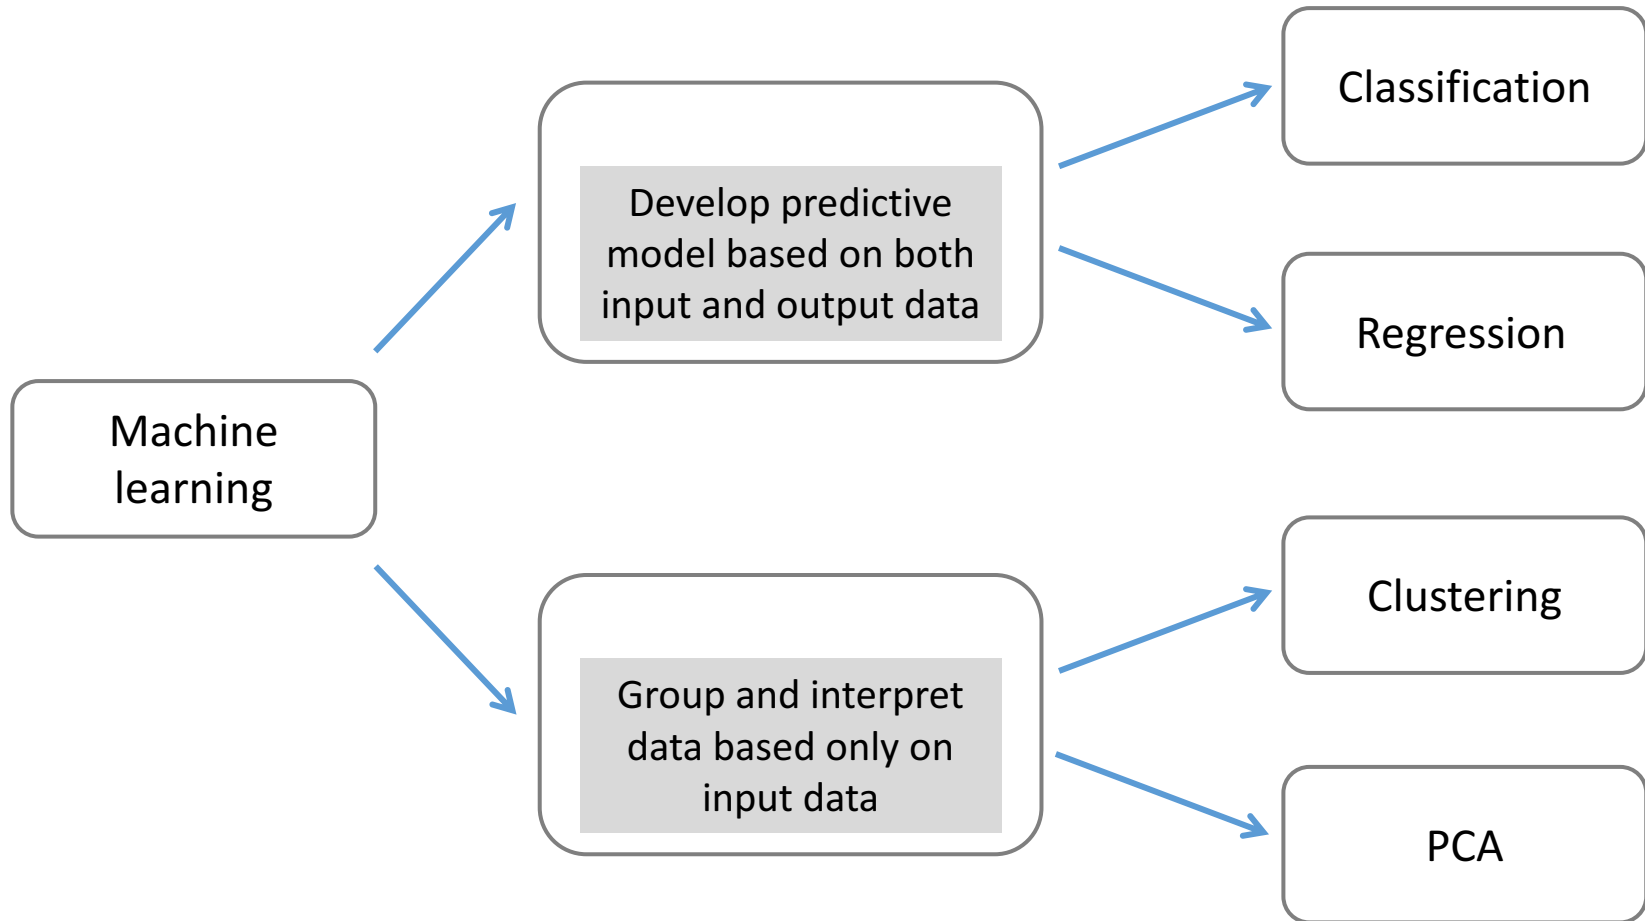 Machine
learning
Develop predictive
model based on both
input and output data
Group and interpret
data based only on
input data
Classification
Regression
Clustering
PCA